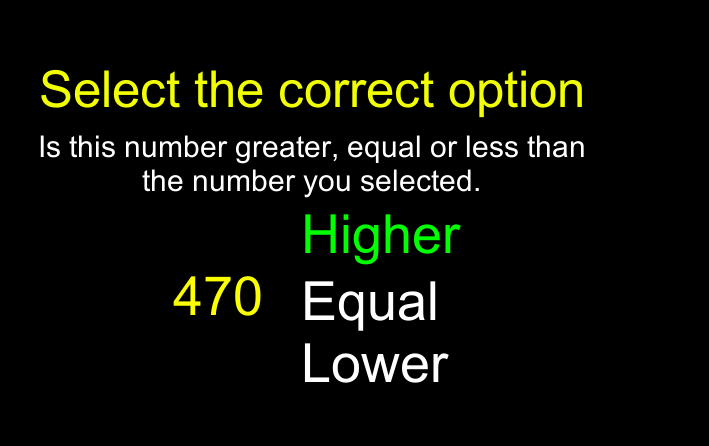 Select the correct option
Is this number greater, equal or less than
the number you selected.
Higher
470
Equal
Lower